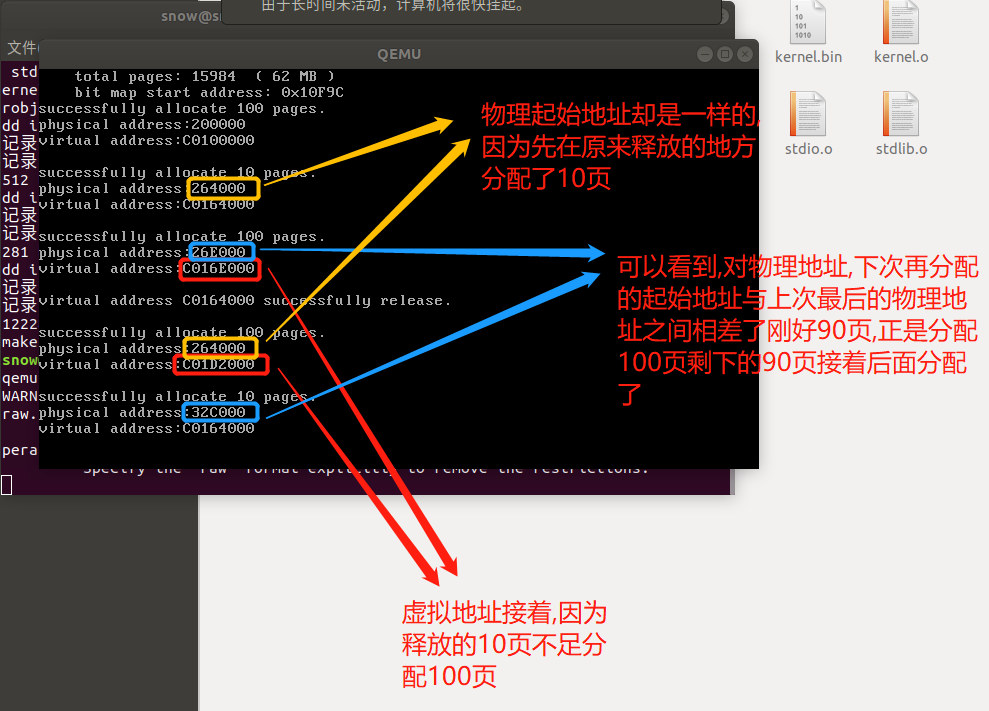 由于长时间未活动，计算机将很快挂起。
snow@s
文件(
QEMU
std
erne
robjs
dd i
记录
记录
512
dd i
记录
记录
281
dd i
记录
记录
1222
make
snow
qemu
WARN
raw.
pera
total pages: 15984 ( 62 MB )
bit map start address: 0x10F9C
successfully allocate 100 pages.
physical address:200000
virtual address:C0100000
successfully allocate 10 pages.
physical address:264000
virtual address:C0164000
successfully allocate 100 pages.
physical address:26E000
virtual address:C016E000
virtual address C0164000 successfully release.
successfully allocate 100 pages.
physical address:264000
virtual address:C01D2000
successfully allocate 10 pages.
physical address:32C000
virtual address:C0164000
specify the 'raw' format explicitly to remove the restrictions.
物理起始地址却是一样的,
因为先在原来释放的地方
分配了10页
可以看到,对物理地址,下次再分配
的起始地址与上次最后的物理地
址之间相差了刚好90页,正是分配
100页剩下的90页接着后面分配
了
虚拟地址接着,因为
释放的10页不足分
配100页
1
10
101
1010
kernel.bin
kernel.o
stdio.o
stdlib.o